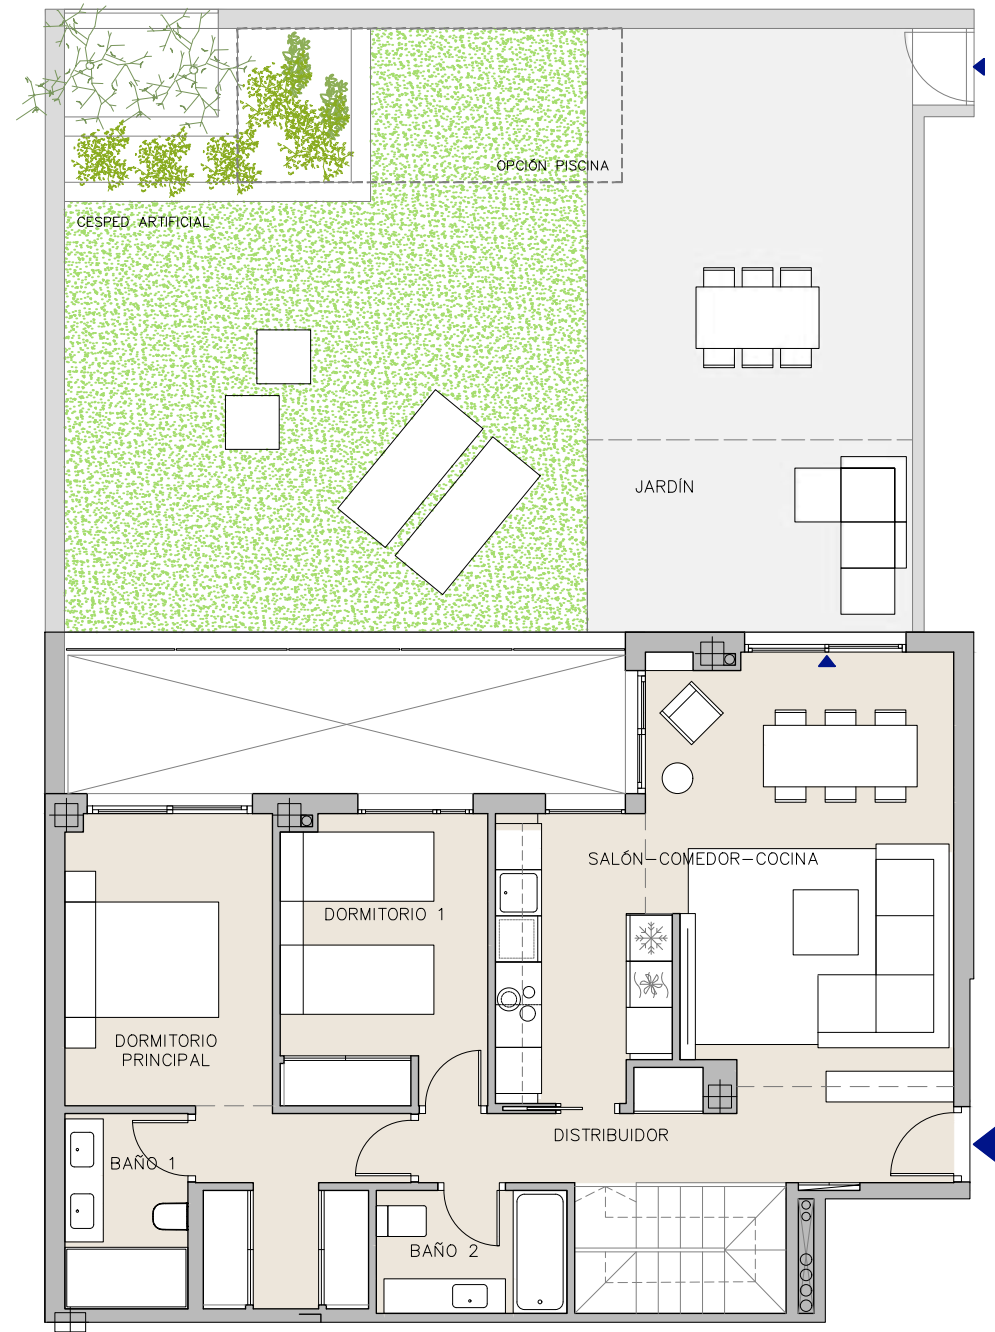 OPCIÓN PISCINA
CESPED ARTIFICIAL
JARDÍN
SALÓN-COMEDOR-COCINA
DORMITORIO 1
DORMITORIO
PRINCIPAL
DISTRIBUIDOR
BAÑO 1
BAÑO 2